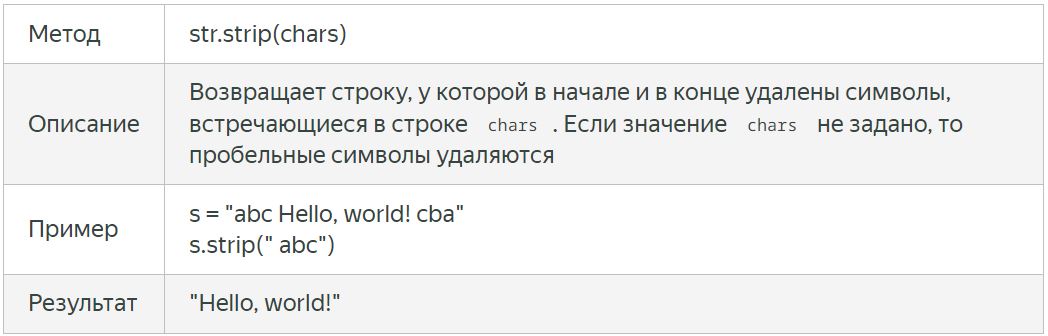 Метод str.strip(chars)
Описание Возвращает строку, у которой в начале и в конце удалены символы,
встречающиеся в строке chars . Если значение chars не задано, то
пробельные символы удаляются
Пример s = "abc Hello, world! cba"
s.strip(" abc")
Результат "Hello, world!"